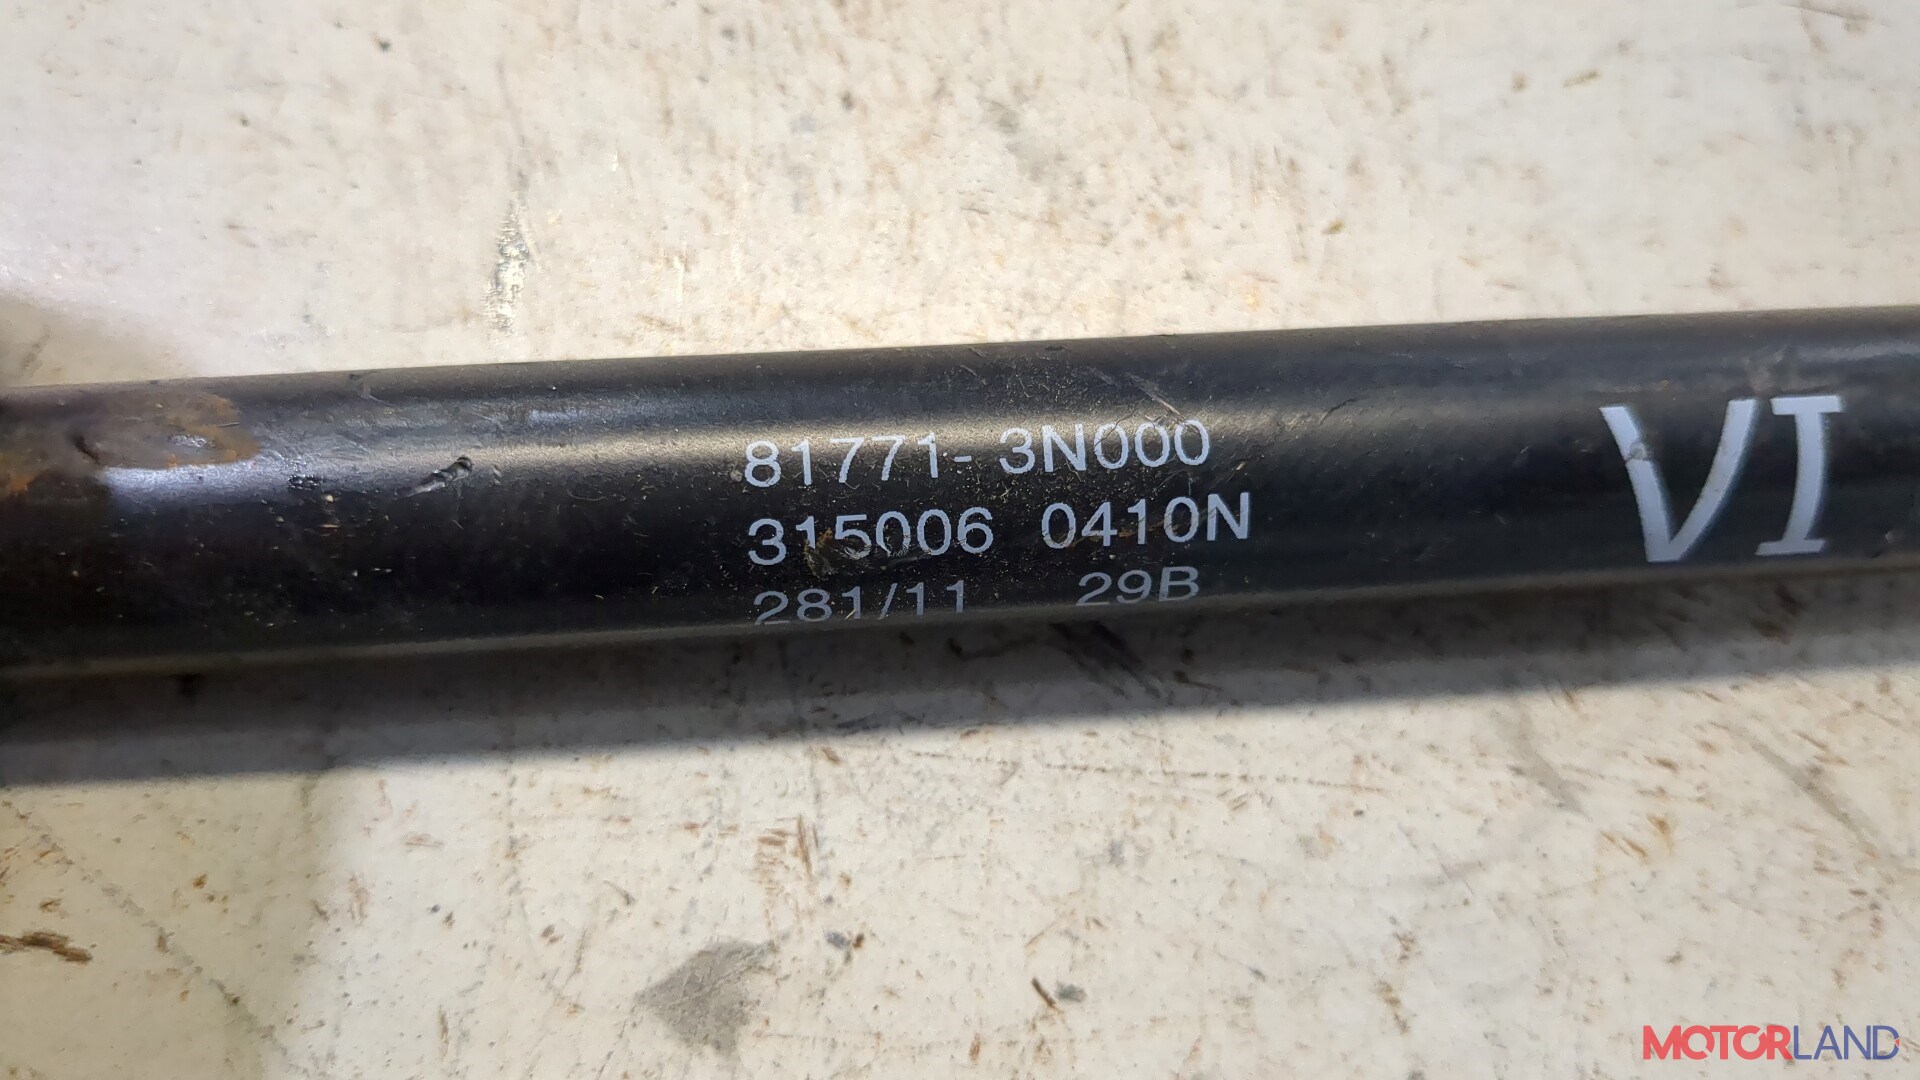 81771-3N000
315006 0410N
281/11 29B
VI
MOTORLAND